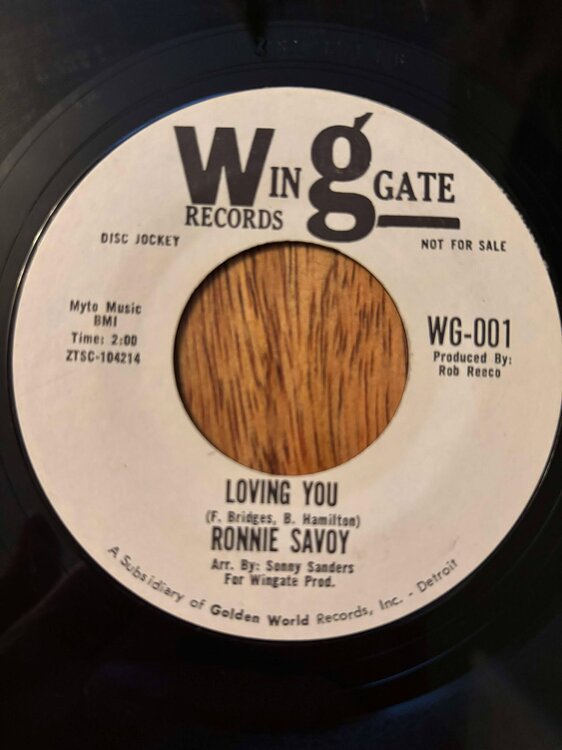 WINgGATE
RECORDS
DISC JOCKEY
NOT FOR SALE
Myto Music
BMI
Time: 2:00
ZTSC-104214
WG-001
Produced By:
Rob Reeco
LOVING YOU
(F. Bridges, B. Hamilton)
RONNIE SAVOY
Arr. By: Sonny Sanders
For Wingate Prod.
A Subsidiary of Golden World Records, Inc. - Detroit